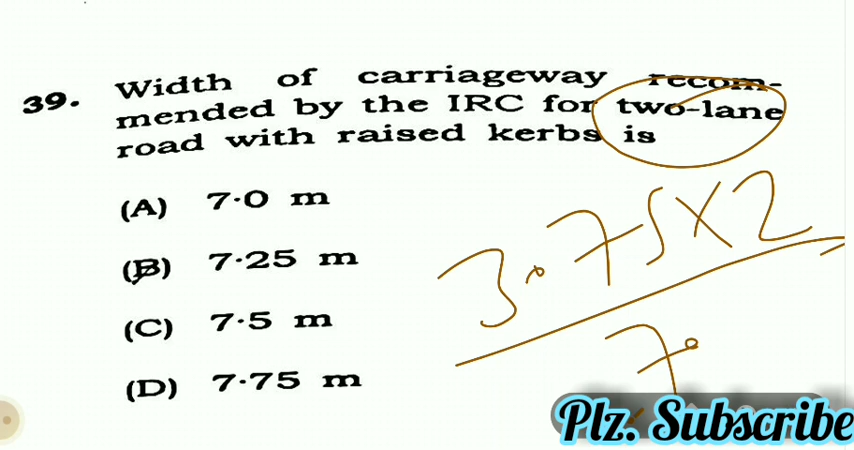 39. Width of carriageway recom-
mended by the IRC for two-lane
road with raised kerbs is
(A) 7·0 m
(B) 7·25 m
(C) 7·5 m
(D) 7·75 m
3.75×2
7.
Plz. Subscribe